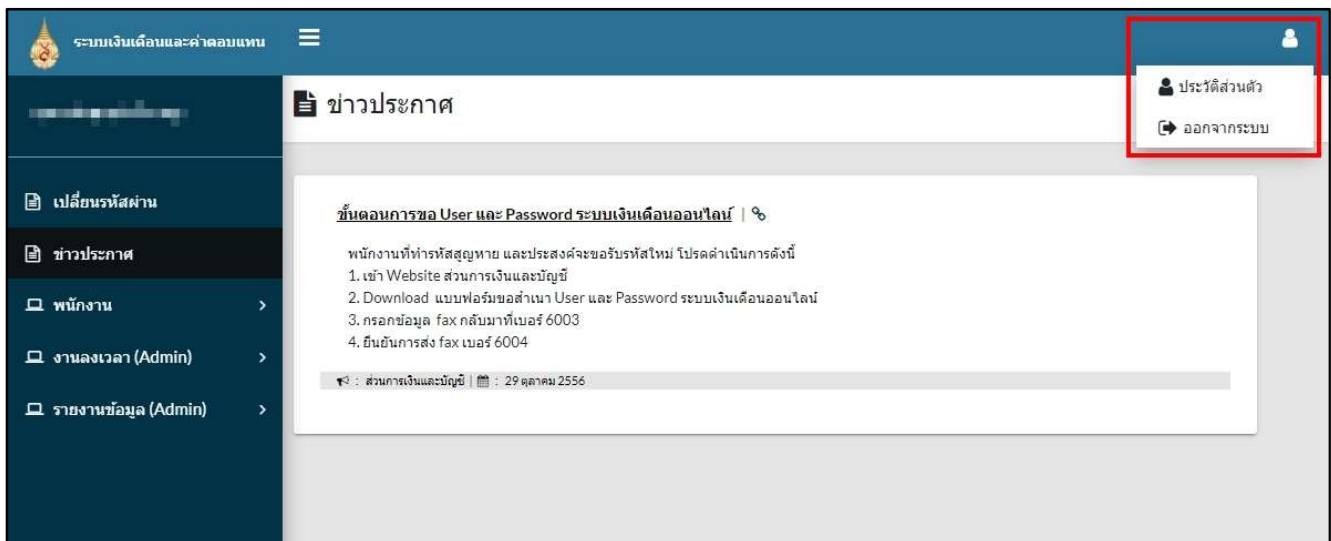 ระบบเงินเดือนและค่าตอบแทน
ประวัติส่วนตัว
ออกจากระบบ
ข่าวประกาศ
เปลี่ยนรหัสผ่าน
ข่าวประกาศ
พนักงาน
งานลงเวลา (Admin)
รายงานข้อมูล (Admin)
ขั้นตอนการขอ User และ Password ระบบเงินเดือนออนไลน์ |
พนักงานที่ทำรหัสสูญหาย และประสงค์จะขอรับรหัสใหม่ โปรดดำเนินการดังนี้
1. เข้า Website ส่วนการเงินและบัญชี
2. Download แบบฟอร์มขอสำเนา User และ Password ระบบเงินเดือนออนไลน์
3. กรอกข้อมูล fax กลับมาที่เบอร์ 6003
4. ยืนยันการส่ง fax เบอร์ 6004
: ส่วนการเงินและบัญชี | : 29 ตุลาคม 2556